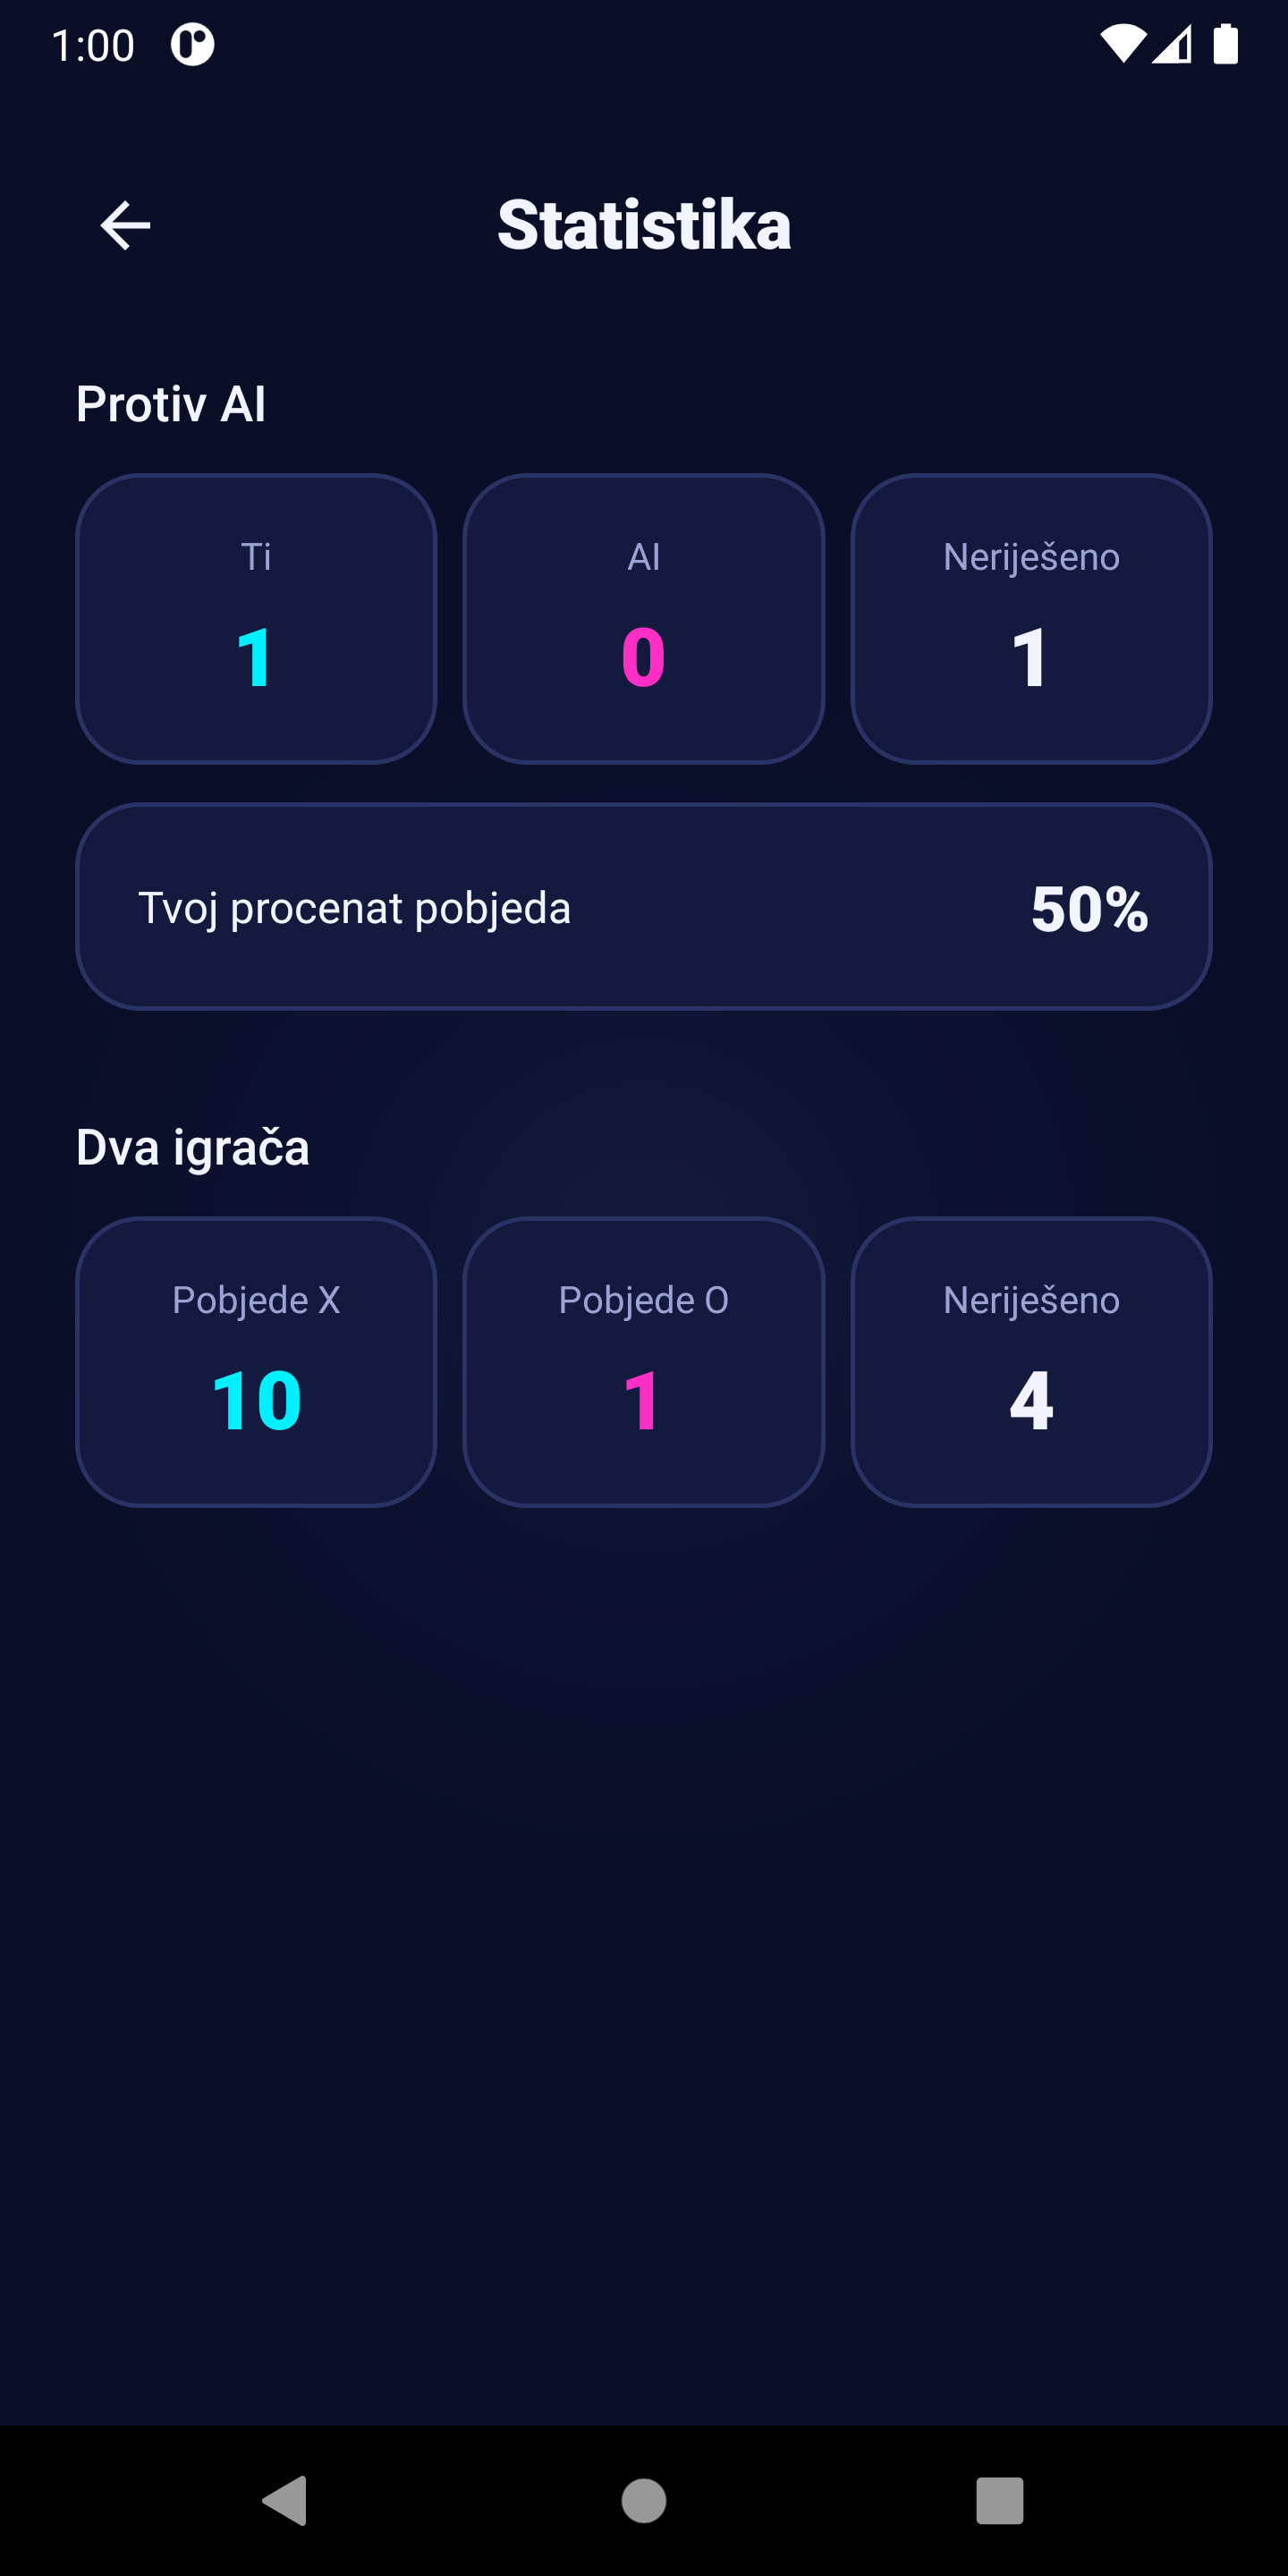 1:00
Statistika
Protiv AI
Ti
AI
Neriješeno
1
0
1
Tvoj procenat pobjeda
50%
Dva igrača
Pobjede X
Pobjede O
Neriješeno
10
1
4